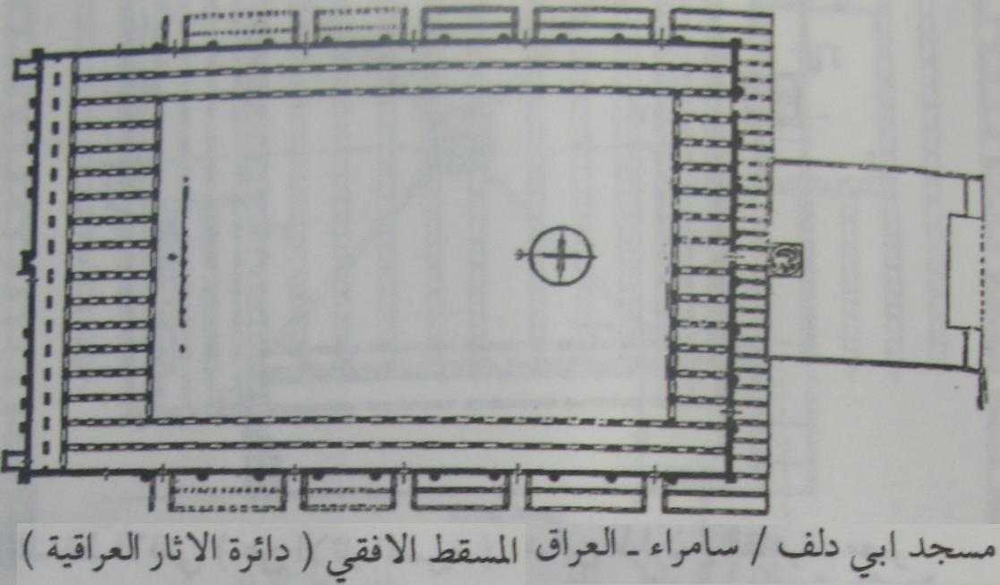 مسجد ابي دلف / سامراء - العراق المسقط الافقي ( دائرة الاثار العراقية )